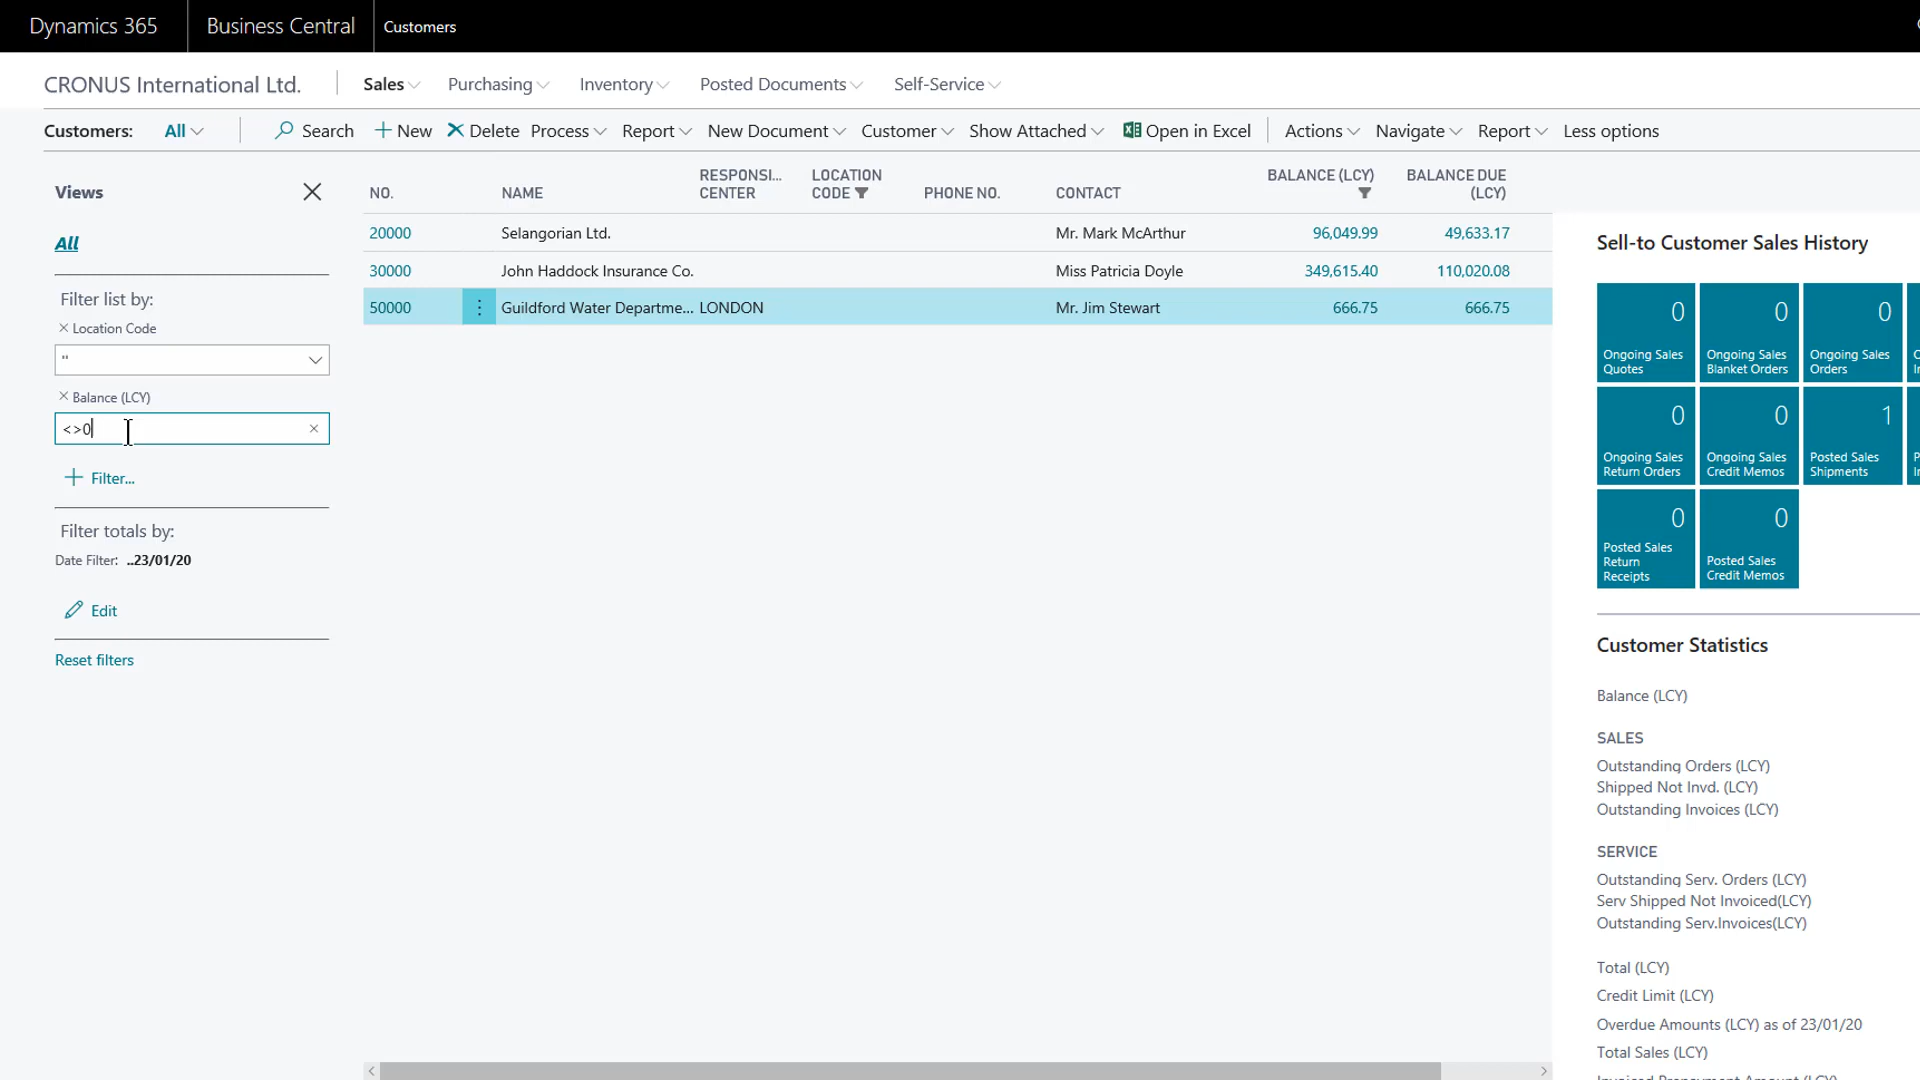 Dynamics 365 Business Central Customers
CRONUS International Ltd. Sales Purchasing Inventory Posted Documents Self-Service
Customers: All Search New Delete Process Report New Document Customer Show Attached Open in Excel Actions Navigate Report Less options
Views
All
Filter list by:
Location Code
''
Balance (LCY)
<>0
Filter...
Filter totals by:
Date Filter: ..23/01/20
Edit
Reset filters
NO. NAME RESPONSI... CENTER LOCATION CODE PHONE NO. CONTACT BALANCE (LCY) BALANCE DUE (LCY)
20000 Selangorian Ltd. Mr. Mark McArthur 96,049.99 49,633.17
30000 John Haddock Insurance Co. Miss Patricia Doyle 349,615.40 110,020.08
50000 Guildford Water Departme... LONDON Mr. Jim Stewart 666.75 666.75
Sell-to Customer Sales History
0 0 0
Ongoing Sales Quotes
Ongoing Sales Blanket Orders
Ongoing Sales Orders
0 0 1
Ongoing Sales Return Orders
Ongoing Sales Credit Memos
Posted Sales Shipments
0 0
Posted Sales Return Receipts
Posted Sales Credit Memos
Customer Statistics
Balance (LCY)
SALES
Outstanding Orders (LCY)
Shipped Not Invd. (LCY)
Outstanding Invoices (LCY)
SERVICE
Outstanding Serv. Orders (LCY)
Serv Shipped Not Invoiced(LCY)
Outstanding Serv.Invoices(LCY)
Total (LCY)
Credit Limit (LCY)
Overdue Amounts (LCY) as of 23/01/20
Total Sales (LCY)
Invoiced Prepayment Amount (LCY)